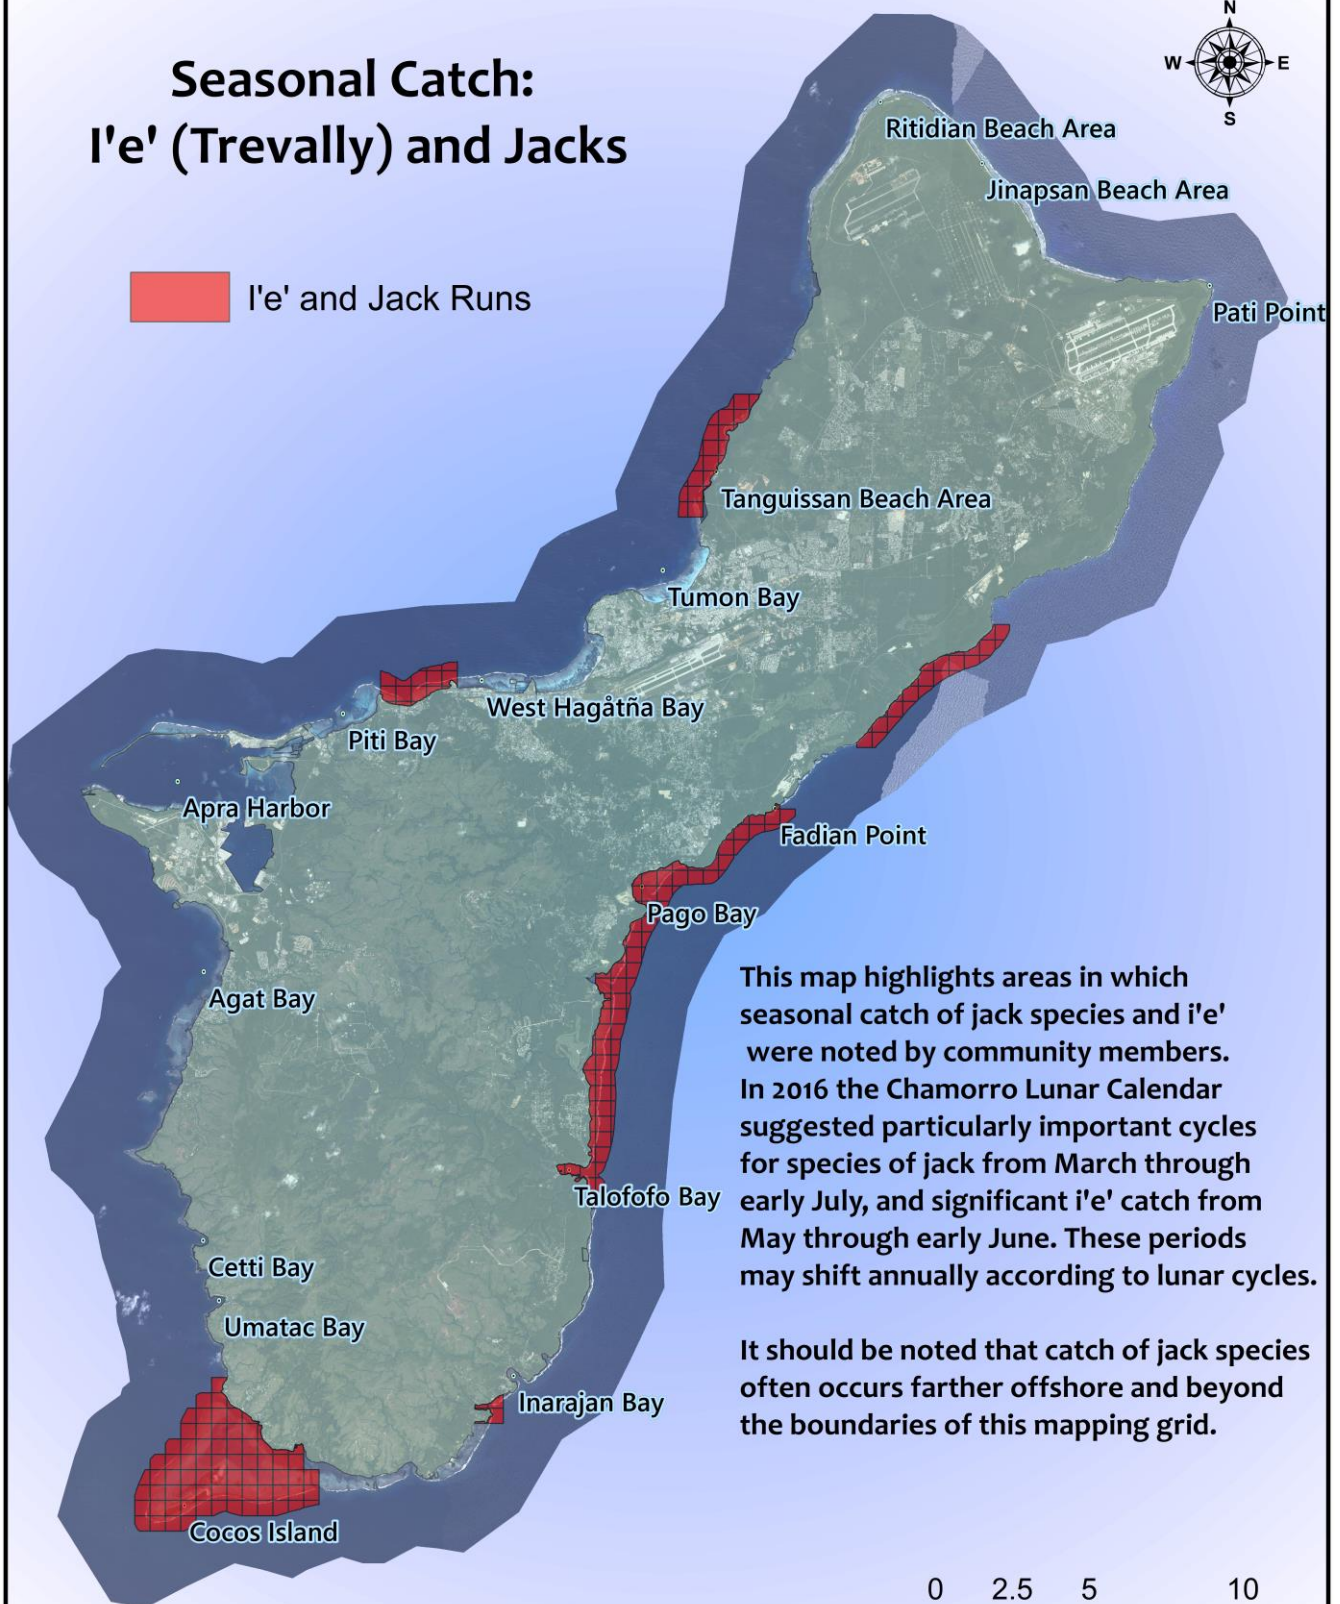 Seasonal Catch:
I'e' (Trevally) and Jacks
N
W
E
S
I'e' and Jack Runs
Ritidian Beach Area
Jinapsan Beach Area
Pati Point
Tanguissan Beach Area
Tumon Bay
West Hagåtña Bay
Piti Bay
Apra Harbor
Fadian Point
Pago Bay
Agat Bay
Talofofo Bay
Cetti Bay
Umatac Bay
Inarajan Bay
Cocos Island
This map highlights areas in which
seasonal catch of jack species and i'e'
were noted by community members.
In 2016 the Chamorro Lunar Calendar
suggested particularly important cycles
for species of jack from March through
early July, and significant i'e' catch from
May through early June. These periods
may shift annually according to lunar cycles.
It should be noted that catch of jack species
often occurs farther offshore and beyond
the boundaries of this mapping grid.
0 2.5 5 10